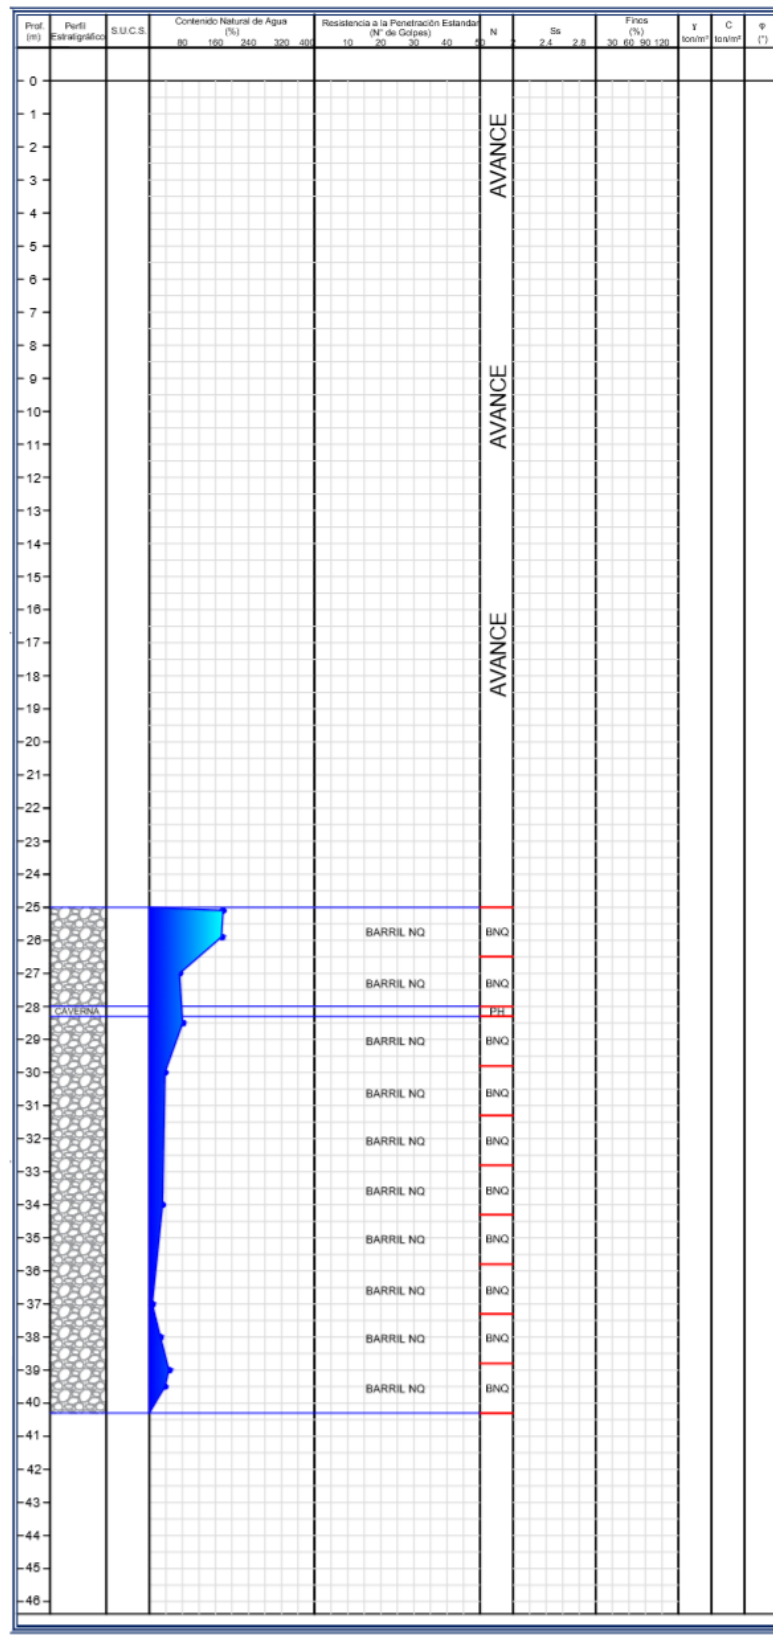 Prof. (m)
Perfil Estratigráfico
S.U.C.S.
Contenido Natural de Agua (%)
80 160 240 320 400
Resistencia a la Penetración Estandar (N° de Golpes)
10 20 30 40 50
N
Ss
2 2.4 2.8
Finos (%)
30 60 90 120
γ ton/m³
C ton/m²
φ (°)
0
1
AVANCE
2
3
4
5
6
7
8
9
AVANCE
10
11
12
13
14
15
16
17
AVANCE
18
19
20
21
22
23
24
25
26 BARRIL NQ BNQ
27
BARRIL NQ BNQ
28
CAVERNA PH
29 BARRIL NQ BNQ
30
BARRIL NQ BNQ
31
32 BARRIL NQ BNQ
33
BARRIL NQ BNQ
34
35 BARRIL NQ BNQ
36
BARRIL NQ BNQ
37
38 BARRIL NQ BNQ
39
BARRIL NQ BNQ
40
41
42
43
44
45
46